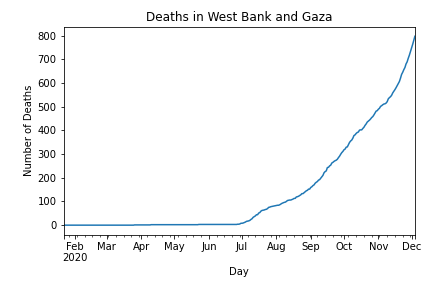 Deaths in West Bank and Gaza
800
700
600
500
400
300
200
100
0
Number of Deaths
Feb Mar Apr May Jun Jul Aug Sep Oct Nov Dec
2020
Day